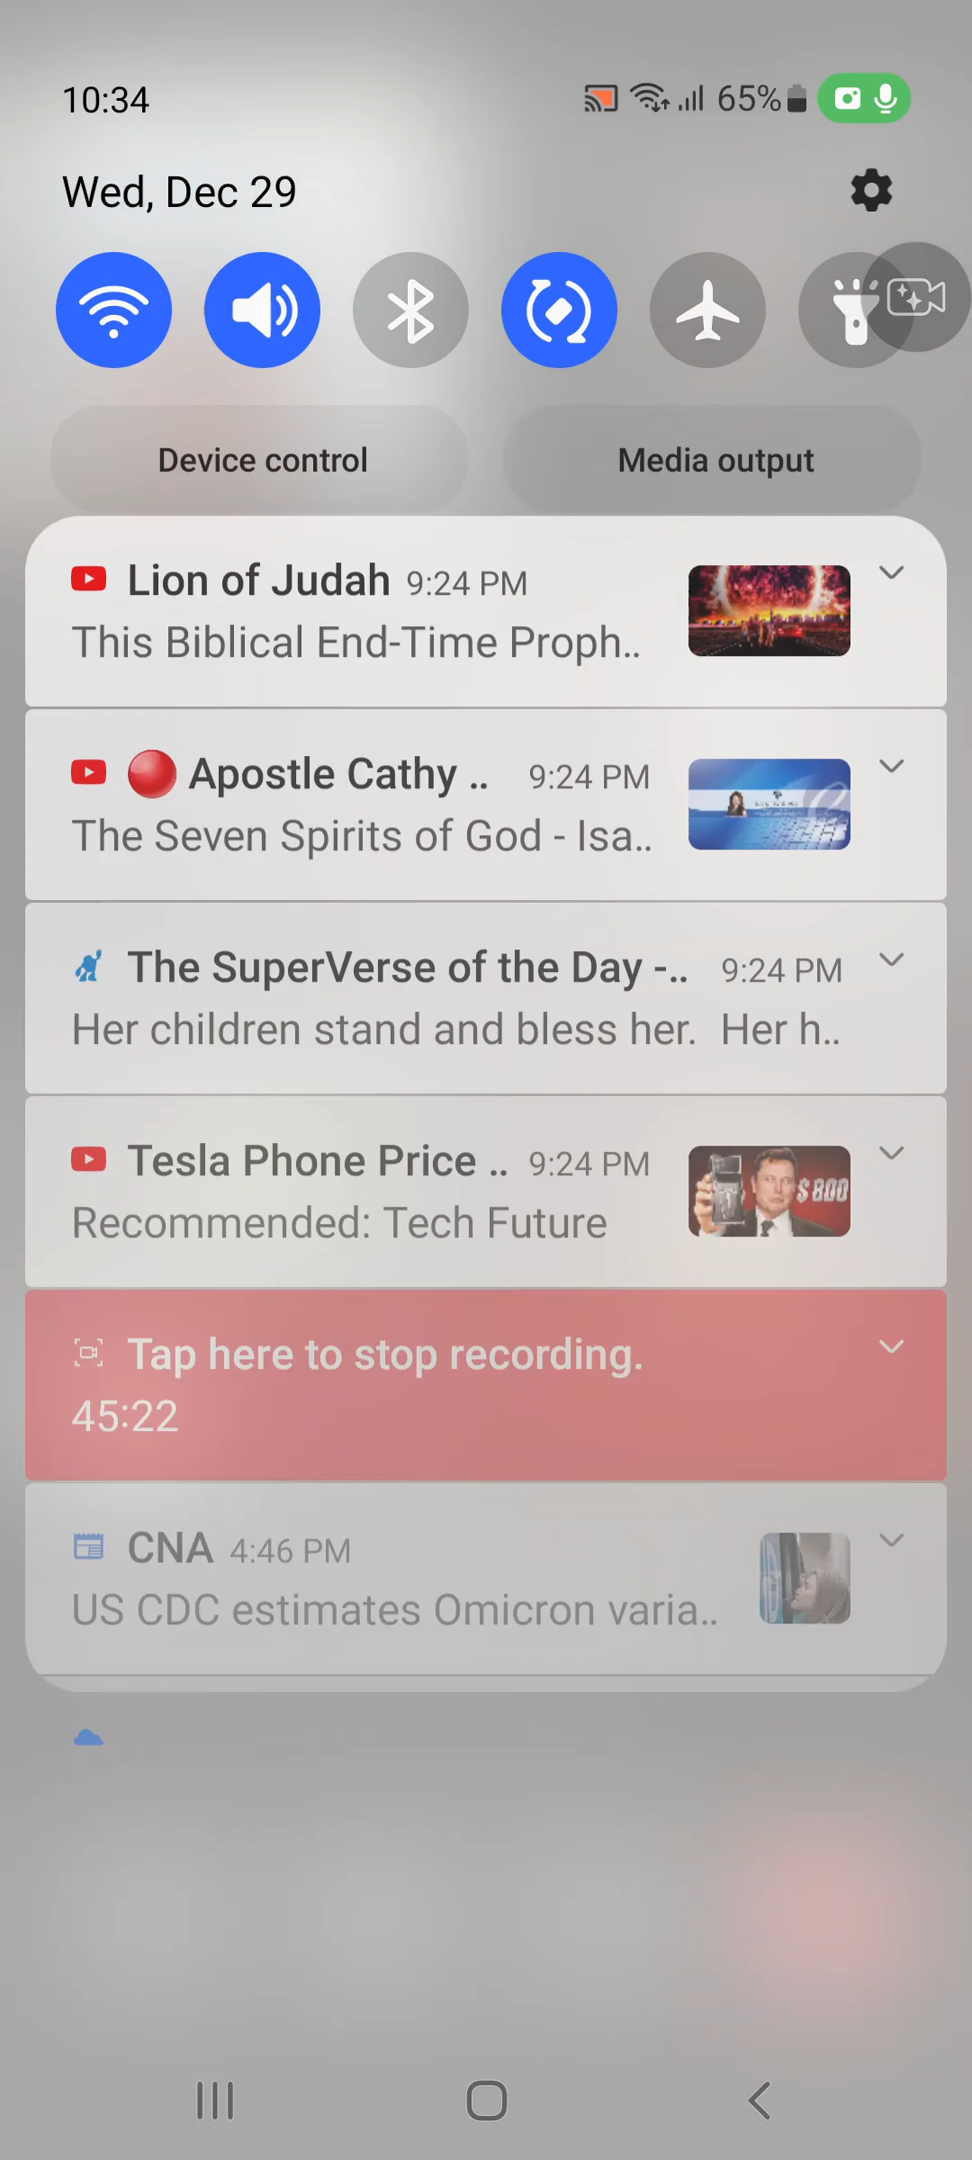 10:34
65%
Wed, Dec 29
Device control
Media output
Lion of Judah 9:24 PM
This Biblical End-Time Proph..
Apostle Cathy .. 9:24 PM
The Seven Spirits of God - Isa..
The SuperVerse of the Day -.. 9:24 PM
Her children stand and bless her. Her h..
Tesla Phone Price .. 9:24 PM
Recommended: Tech Future
$800
Tap here to stop recording.
45:22
CNA 4:46 PM
US CDC estimates Omicron varia..